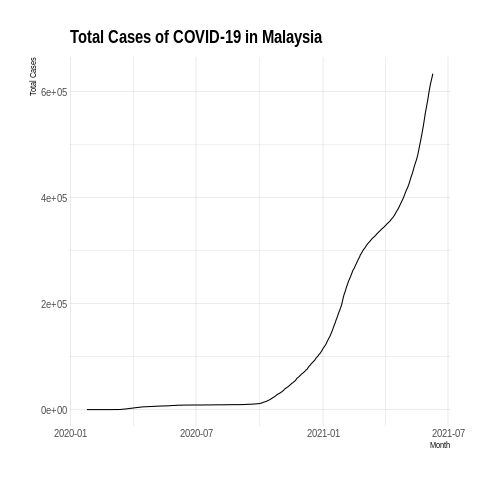 Total Cases of COVID-19 in Malaysia
Total Cases
6e+05
4e+05
2e+05
0e+00
2020-01 2020-07 2021-01 2021-07
Month